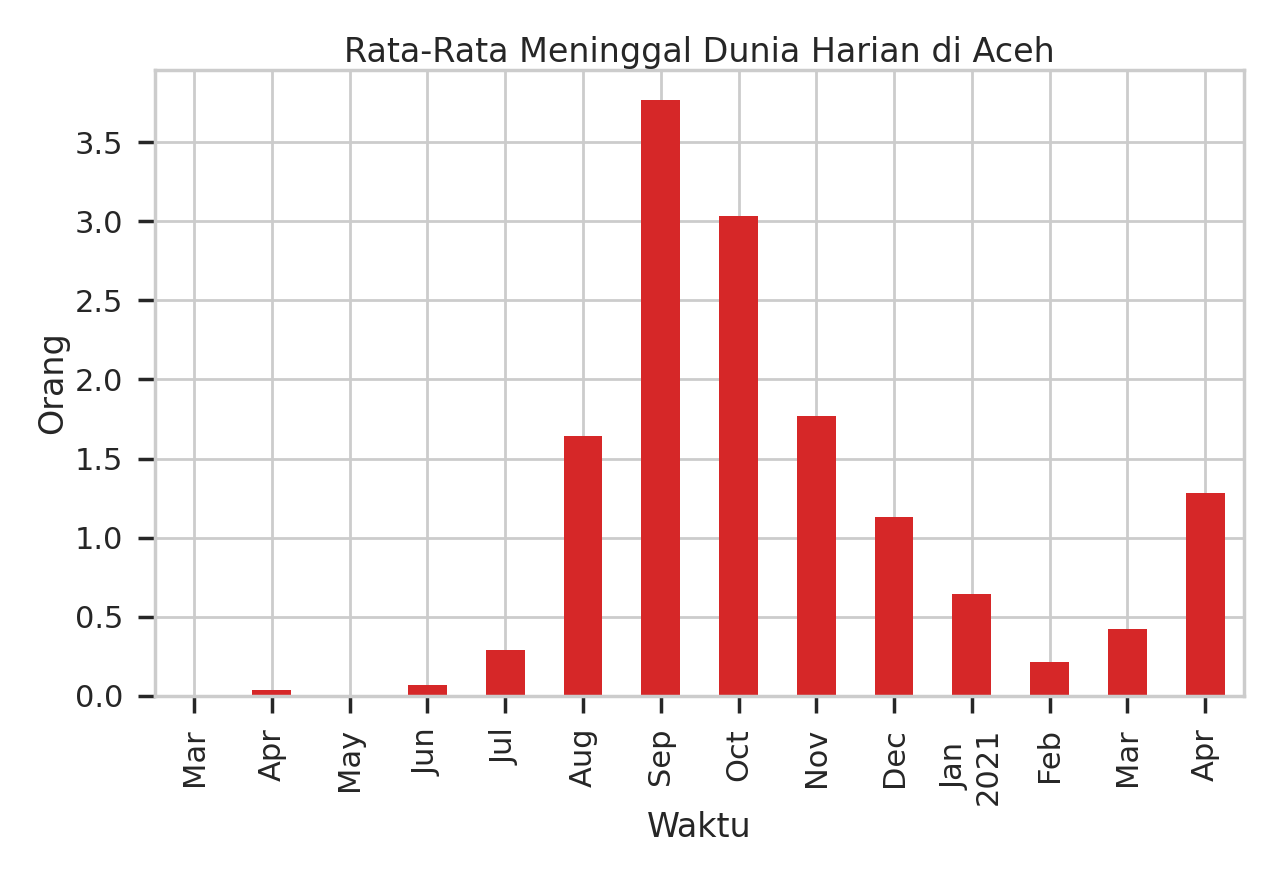 Rata-Rata Meninggal Dunia Harian di Aceh
Orang
3.5
3.0
2.5
2.0
1.5
1.0
0.5
0.0
Mar
Apr
May
Jun
Jul
Aug
Sep
Oct
Nov
Dec
Jan
2021
Feb
Mar
Apr
Waktu